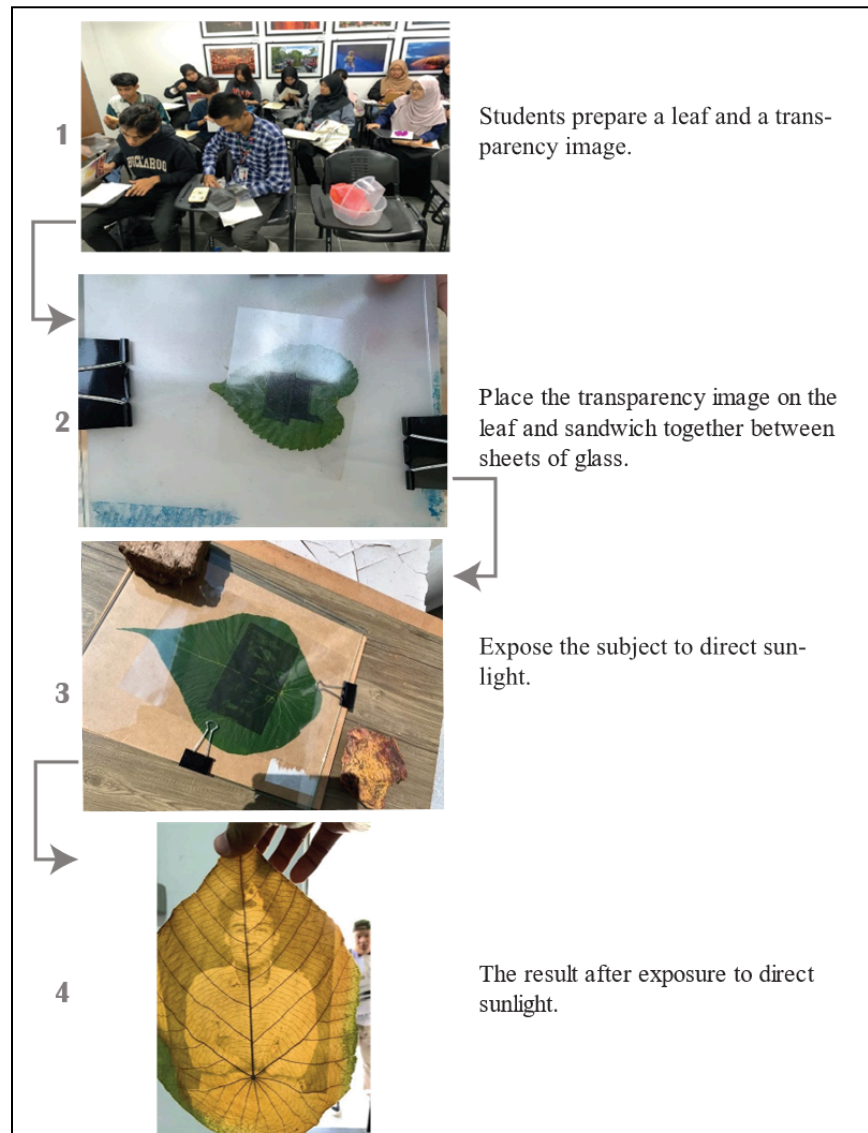 1
Students prepare a leaf and a trans-
parency image.
BUCKAROO
2
Place the transparency image on the
leaf and sandwich together between
sheets of glass.
3
Expose the subject to direct sun-
light.
4
The result after exposure to direct
sunlight.